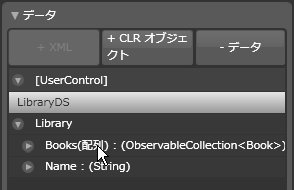 データ
+ XML
+ CLR オブジェ
クト
- データ
[UserControl]
LibraryDS
Library
Books(配列) : (ObservableCollection<Book>)
Name : (String)